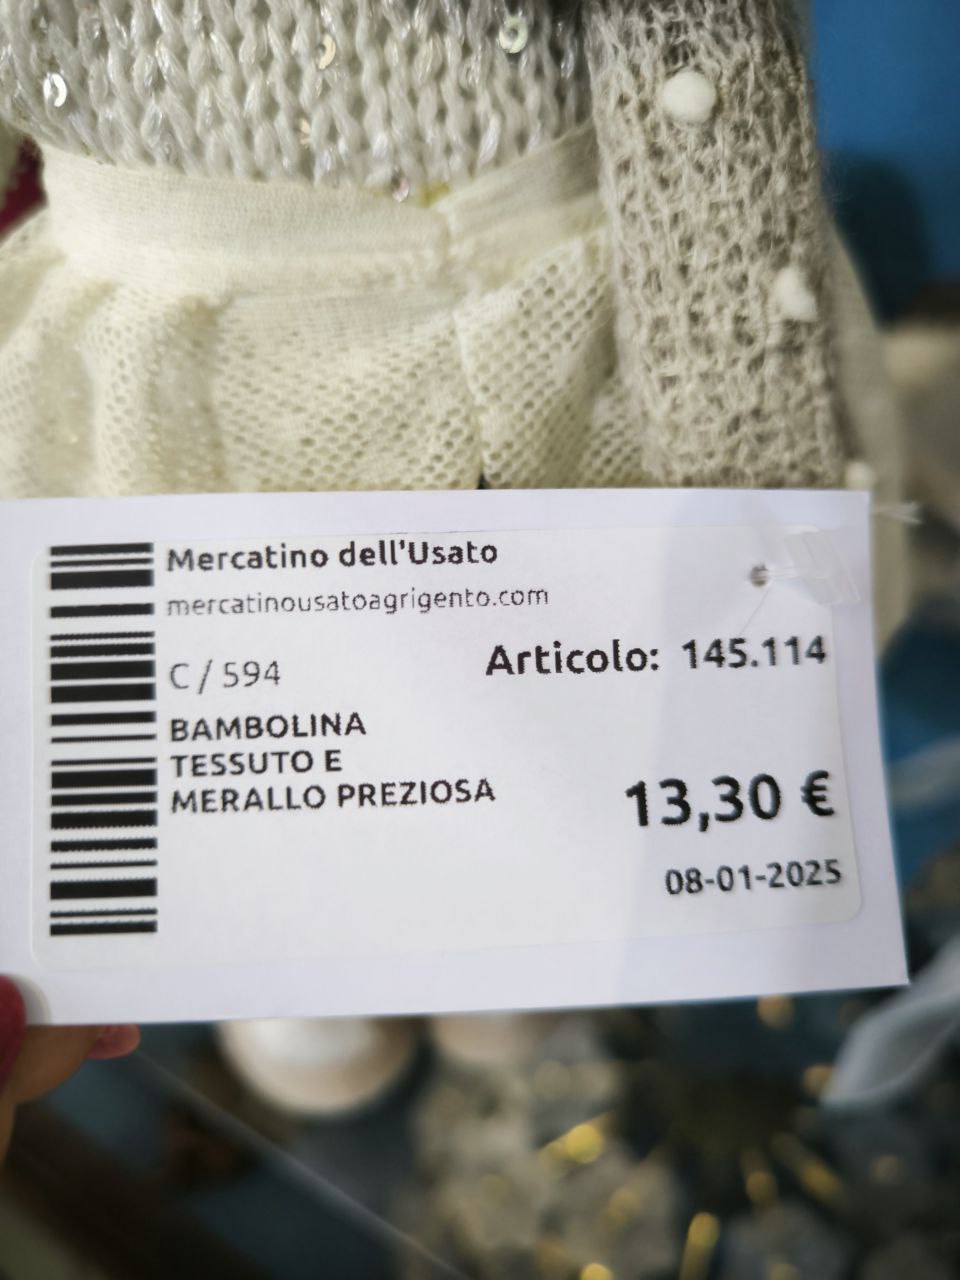 Mercatino dell'Usato
mercatinousatoagrigento.com
C / 594
Articolo: 145.114
BAMBOLINA
TESSUTO E
MERALLO PREZIOSA
13,30 €
08-01-2025